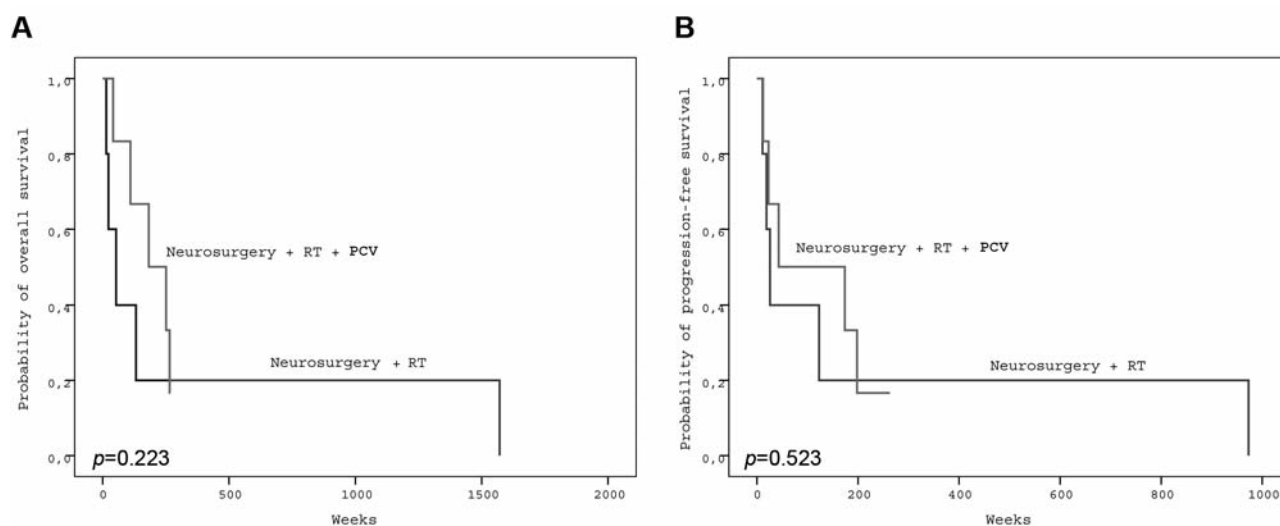 A
Probability of overall survival
1,0
0,8
0,6
0,4
0,2
0,0
Neurosurgery + RT + PCV
Neurosurgery + RT
p=0.223
0 500 1000 1500 2000
Weeks
B
Probability of progression-free survival
1,0
0,8
0,6
0,4
0,2
0,0
Neurosurgery + RT + PCV
Neurosurgery + RT
p=0.523
0 200 400 600 800 1000
Weeks